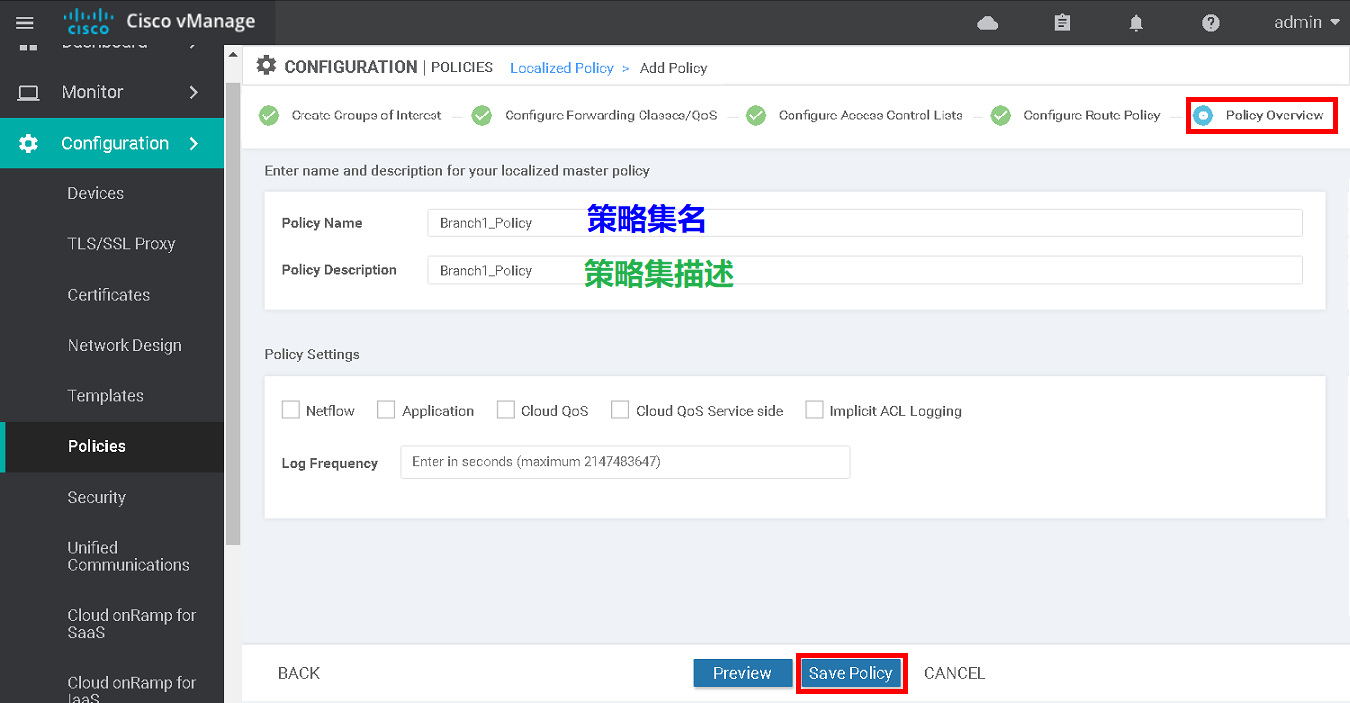 CISCO
Cisco vManage
admin
Dashboard
Monitor
Configuration
Devices
TLS/SSL Proxy
Certificates
Network Design
Templates
Policies
Security
Unified
Communications
Cloud onRamp for
SaaS
Cloud onRamp for
IaaS
CONFIGURATION | POLICIES Localized Policy > Add Policy
Create Groups of Interest
Configure Forwarding Classes/QoS
Configure Access Control Lists
Configure Route Policy
Policy Overview
Enter name and description for your localized master policy
Policy Name Branch1_Policy 策略集名
Policy Description Branch1_Policy 策略集描述
Policy Settings
Netflow Application Cloud QoS Cloud QoS Service side Implicit ACL Logging
Log Frequency Enter in seconds (maximum 2147483647)
BACK Preview Save Policy CANCEL